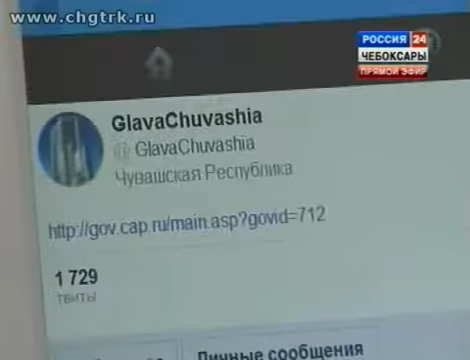 www.chgtrk.ru
РОССИЯ 24
ЧЕБОКСАРЫ
ПРЯМОЙ ЭФИР
GlavaChuvashia
@ GlavaChuvashia
Чувашская Республика
http://gov.cap.ru/main.asp?govid=712
1 729
ТВИТЫ
Личные сообщения